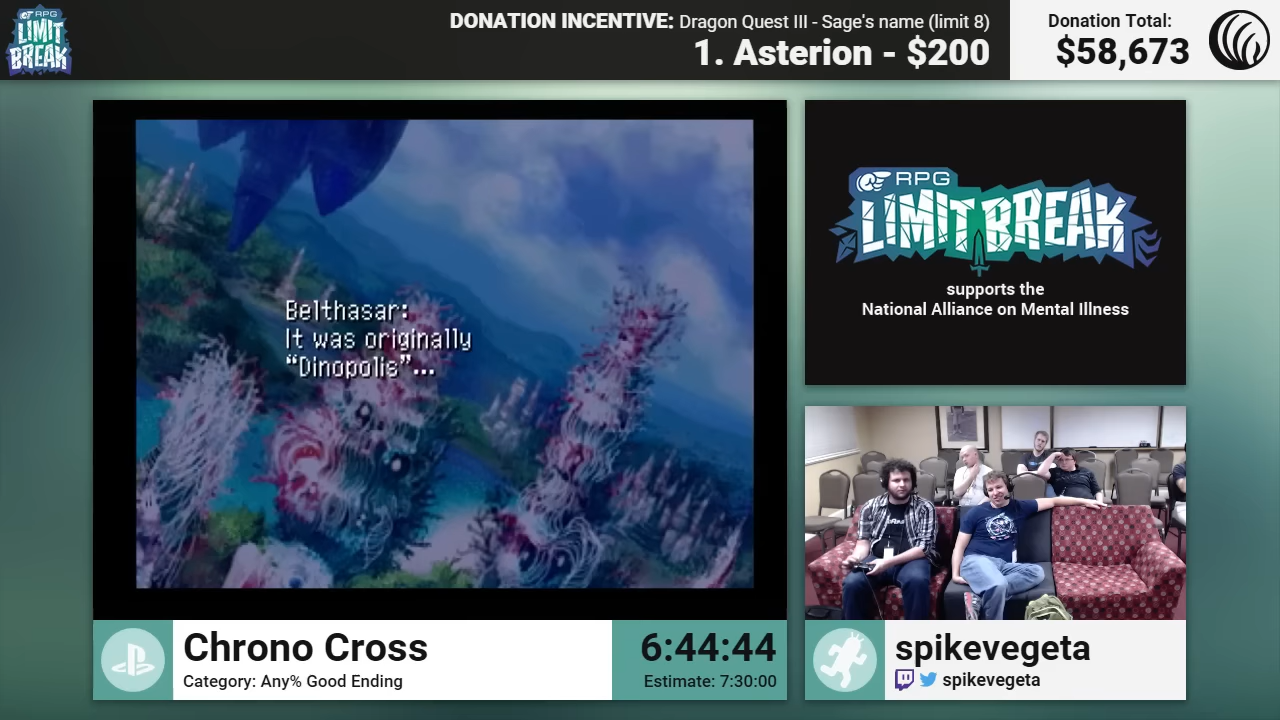 RPG
LIMIT
BREAK
DONATION INCENTIVE: Dragon Quest III - Sage's name (limit 8)
1. Asterion - $200
Donation Total:
$58,673
Belthasar:
It was originally
“Dinopolis”...
RPG
LIMIT BREAK
supports the
National Alliance on Mental Illness
Chrono Cross
Category: Any% Good Ending
6:44:44
Estimate: 7:30:00
spikevegeta
spikevegeta